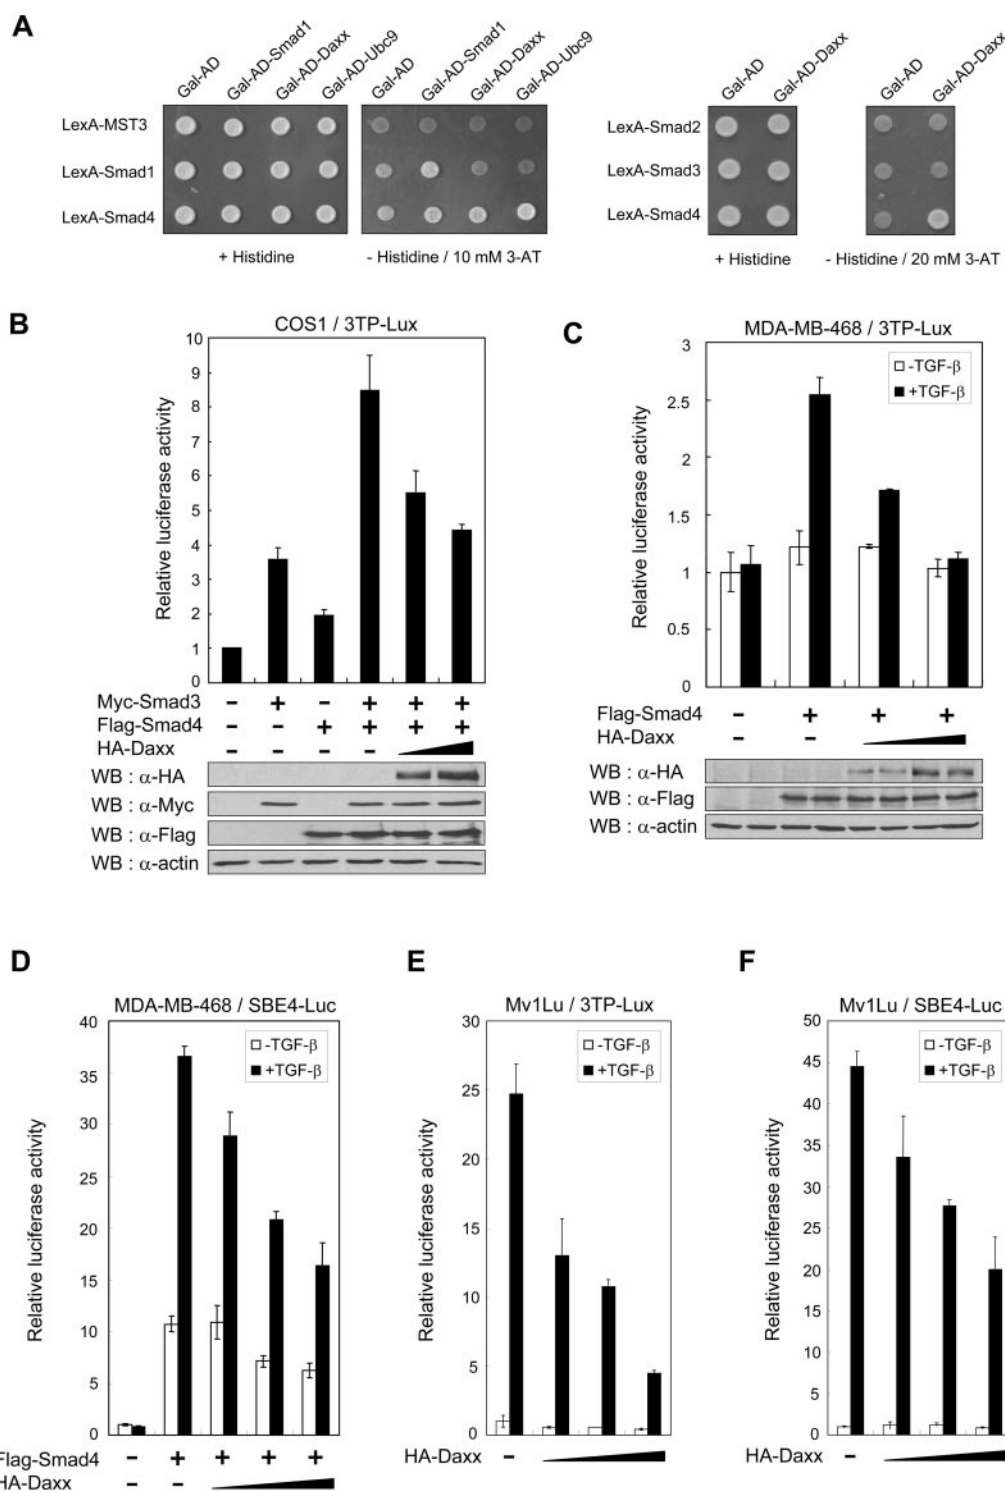 A
Gal-AD
Gal-AD-Smad1
Gal-AD-Daxx
Gal-AD-Ubc9
Gal-AD
Gal-AD-Smad1
Gal-AD-Daxx
Gal-AD-Ubc9
LexA-MST3
LexA-Smad1
LexA-Smad4
+ Histidine
- Histidine / 10 mM 3-AT
Gal-AD
Gal-AD-Daxx
Gal-AD
Gal-AD-Daxx
LexA-Smad2
LexA-Smad3
LexA-Smad4
+ Histidine
- Histidine / 20 mM 3-AT
B
COS1 / 3TP-Lux
Relative luciferase activity
10
9
8
7
6
5
4
3
2
1
0
Myc-Smad3 – + – + + +
Flag-Smad4 – – + + + +
HA-Daxx – – – –
WB : α-HA
WB : α-Myc
WB : α-Flag
WB : α-actin
C
MDA-MB-468 / 3TP-Lux
-TGF-β
+TGF-β
Relative luciferase activity
3
2.5
2
1.5
1
0.5
0
Flag-Smad4 – + + +
HA-Daxx – –
WB : α-HA
WB : α-Flag
WB : α-actin
D
MDA-MB-468 / SBE4-Luc
-TGF-β
+TGF-β
Relative luciferase activity
40
35
30
25
20
15
10
5
0
Flag-Smad4 – + + + +
HA-Daxx – –
E
Mv1Lu / 3TP-Lux
-TGF-β
+TGF-β
Relative luciferase activity
30
25
20
15
10
5
0
HA-Daxx –
F
Mv1Lu / SBE4-Luc
-TGF-β
+TGF-β
Relative luciferase activity
50
45
40
35
30
25
20
15
10
5
0
HA-Daxx –